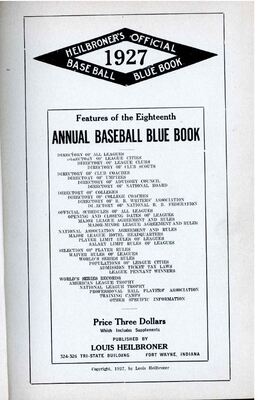 HEILBRONER'S OFFICIAL
1927
BASE BALL BLUE BOOK
Features of the Eighteenth
ANNUAL BASEBALL BLUE BOOK
DIRECTORY OF ALL LEAGUES
DIRECTORY OF LEAGUE CITIES
DIRECTORY OF LEAGUE CLUBS
DIRECTORY OF CLUB SCOUTS
DIRECTORY OF CLUB COACHES
DIRECTORY OF UMPIRES
DIRECTORY OF ADVISORY COUNCIL
DIRECTORY OF NATIONAL BOARD
DIRECTORY OF COLLEGES
DIRECTORY OF COLLEGE COACHES
DIRECTORY OF B. B. WRITERS' ASSOCIATION
DIRECTORY OF NATIONAL B. B. FEDERATION
OFFICIAL SCHEDULES OF ALL LEAGUES
OPENING AND CLOSING DATES OF LEAGUES
MAJOR LEAGUE AGREEMENT AND RULES
MAJOR-MINOR LEAGUE AGREEMENT AND RULES
NATIONAL ASSOCIATION AGREEMENT AND RULES
MAJOR LEAGUE HOTEL HEADQUARTERS
PLAYER LIMIT RULES OF LEAGUES
SALARY LIMIT RULES OF LEAGUES
SELECTION OF PLAYER RULES
WAIVER RULES OF LEAGUES
WORLD'S SERIES RULES
POPULATIONS OF LEAGUE CITIES
ADMISSION TICKET TAX LAWS
LEAGUE PENNANT WINNERS
WORLD'S SERIES RECORDS
AMERICAN LEAGUE TROPHY
NATIONAL LEAGUE TROPHY
PROFESSIONAL BALL PLAYERS' ASSOCIATION
TRAINING CAMPS
OTHER SPECIFIC INFORMATION
Price Three Dollars
Which Includes Supplements
PUBLISHED BY
LOUIS HEILBRONER
324-326 TRI-STATE BUILDING FORT WAYNE, INDIANA
Copyright, 1927, by Louis Heilbroner